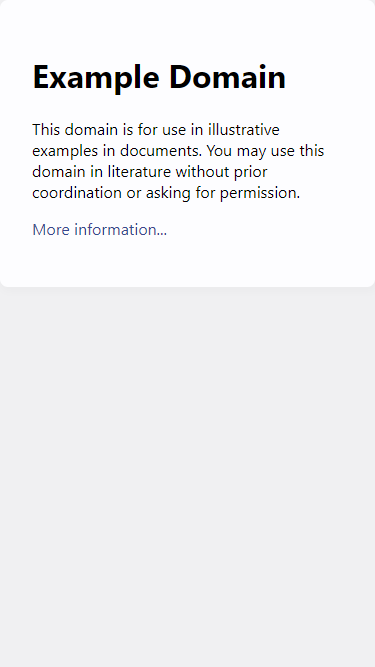 Example Domain
This domain is for use in illustrative
examples in documents. You may use this
domain in literature without prior
coordination or asking for permission.
More information...